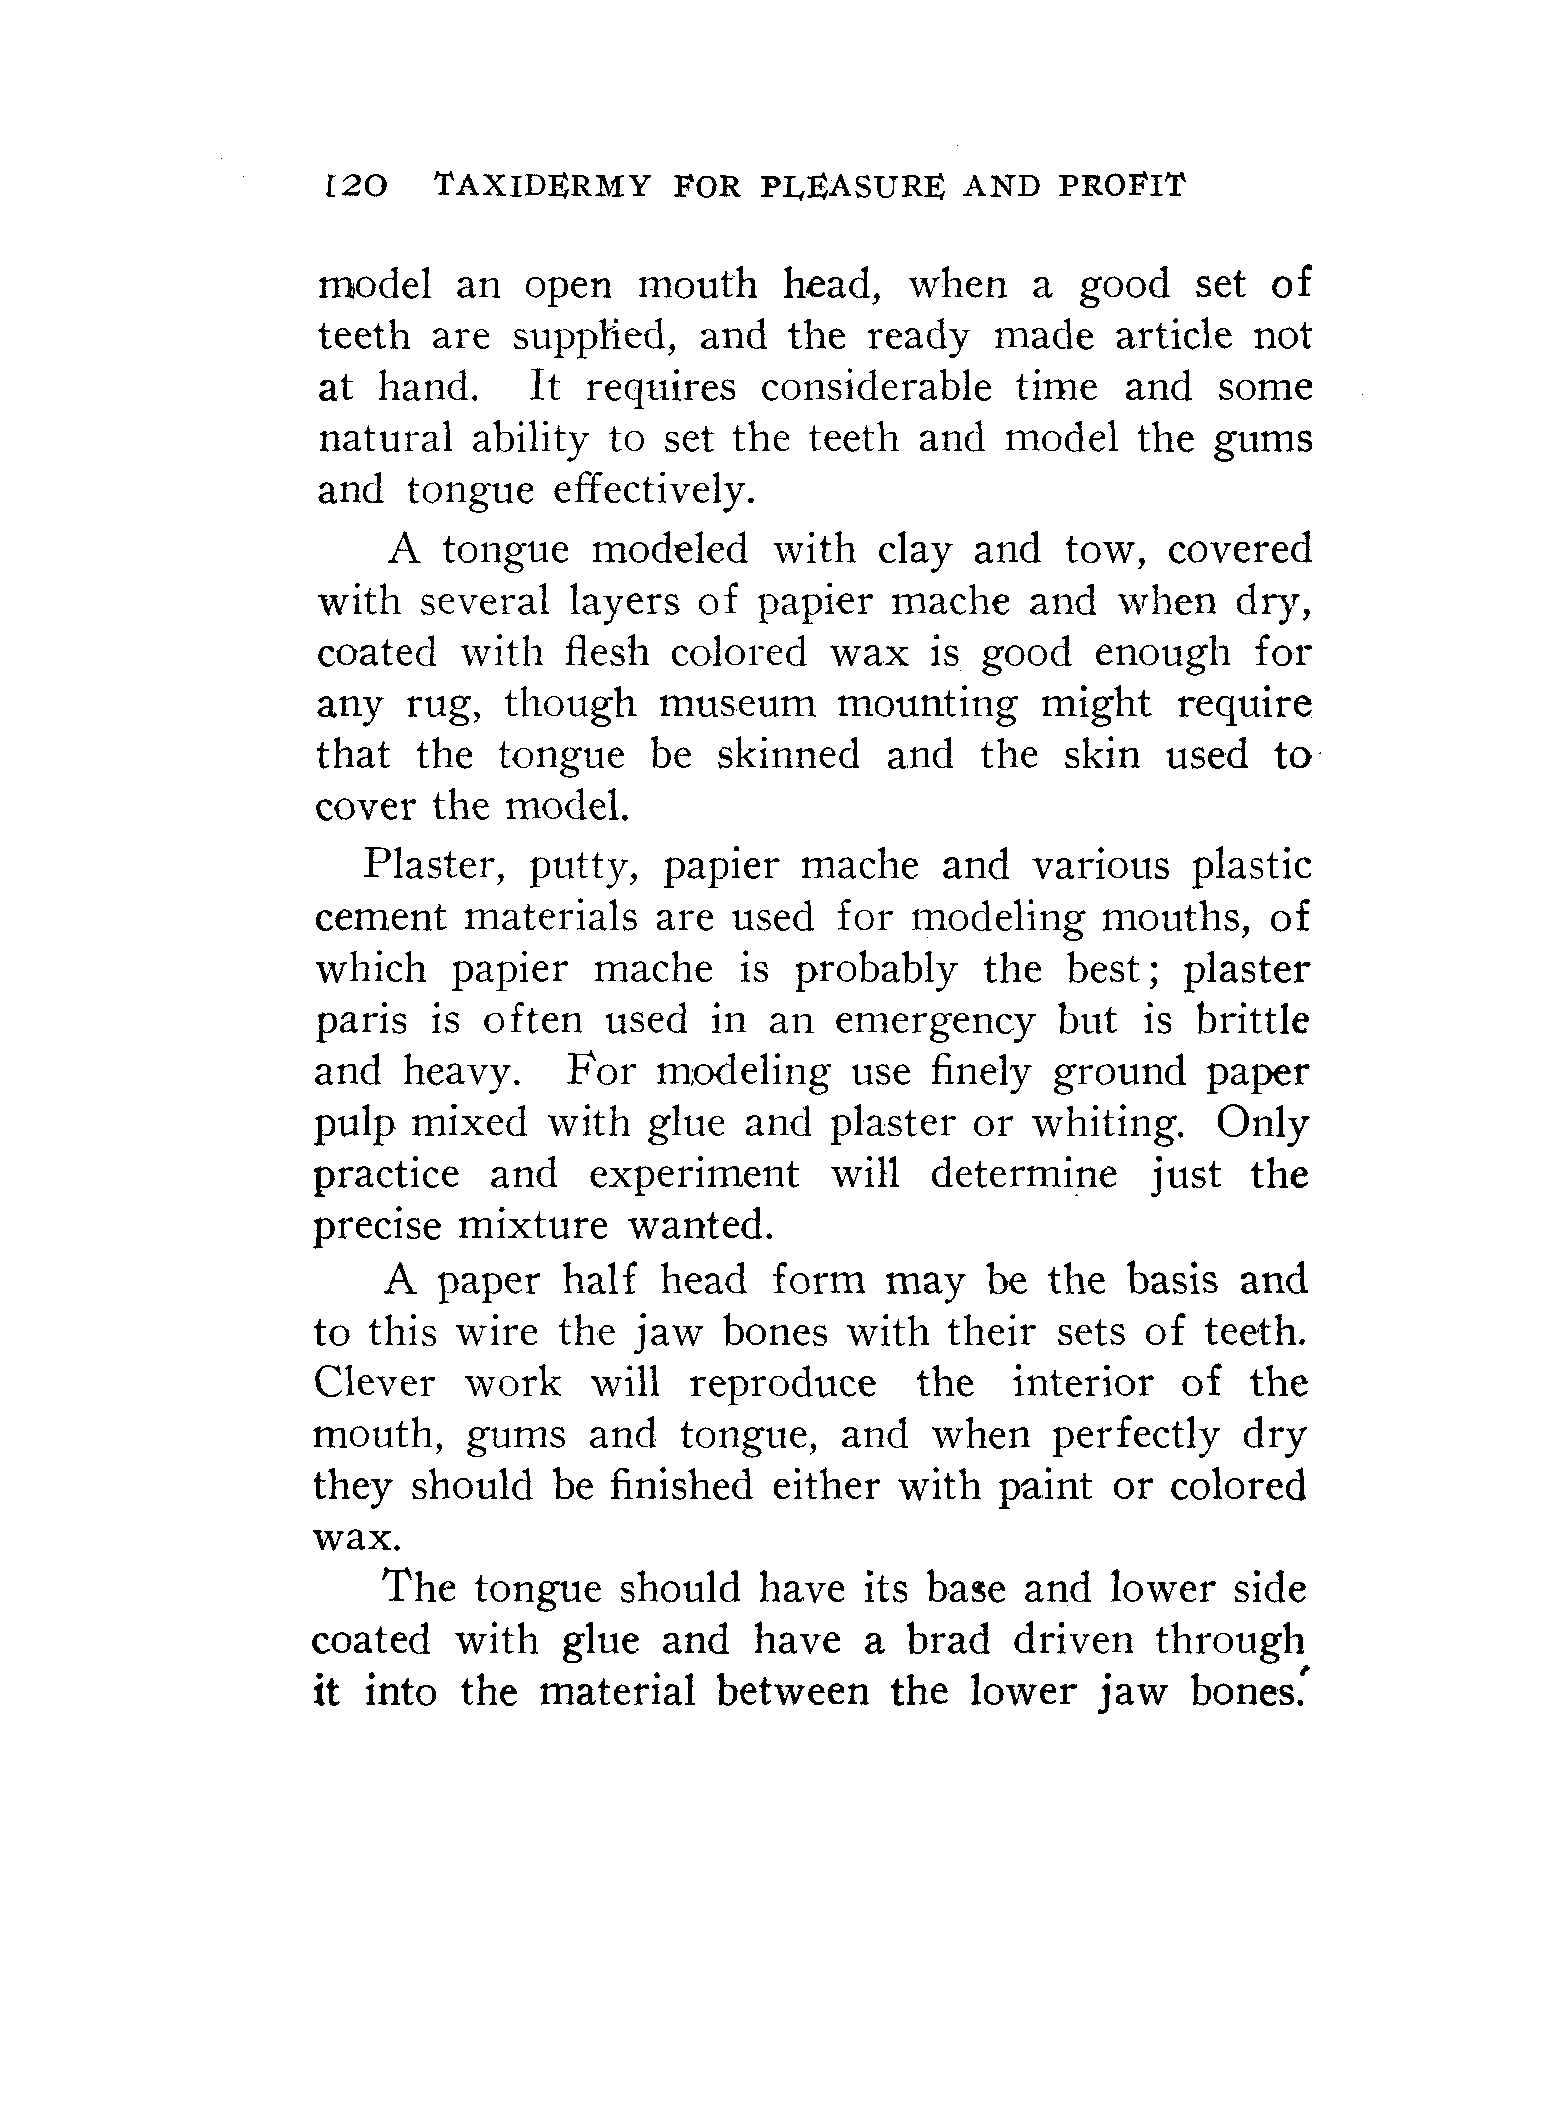 120 TAXIDERMY FOR PLEASURE AND PROFIT
model an open mouth head, when a good set of
teeth are supplied, and the ready made article not
at hand. It requires considerable time and some
natural ability to set the teeth and model the gums
and tongue effectively.
A tongue modeled with clay and tow, covered
with several layers of papier mache and when dry,
coated with flesh colored wax is good enough for
any rug, though museum mounting might require
that the tongue be skinned and the skin used to
cover the model.
Plaster, putty, papier mache and various plastic
cement materials are used for modeling mouths, of
which papier mache is probably the best; plaster
paris is often used in an emergency but is brittle
and heavy. For modeling use finely ground paper
pulp mixed with glue and plaster or whiting. Only
practice and experiment will determine just the
precise mixture wanted.
A paper half head form may be the basis and
to this wire the jaw bones with their sets of teeth.
Clever work will reproduce the interior of the
mouth, gums and tongue, and when perfectly dry
they should be finished either with paint or colored
wax.
The tongue should have its base and lower side
coated with glue and have a brad driven through
it into the material between the lower jaw bones.